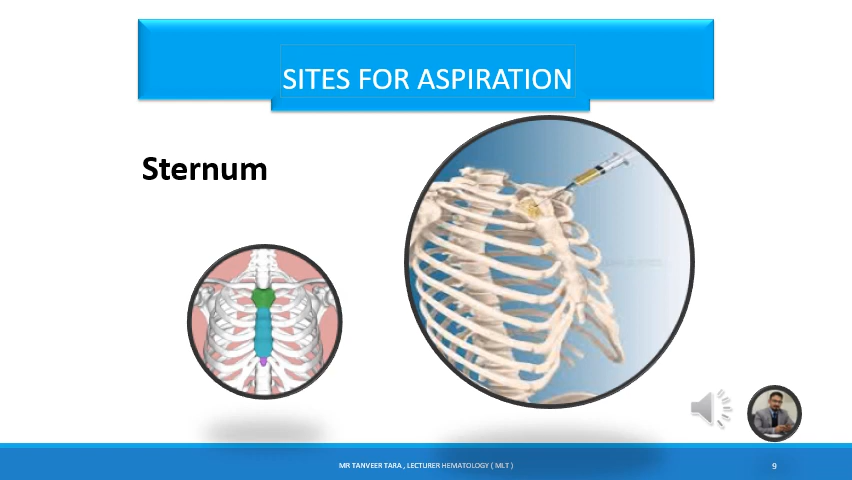 SITES FOR ASPIRATION
Sternum
MR TANVEER TARA , LECTURER HEMATOLOGY ( MLT )
9